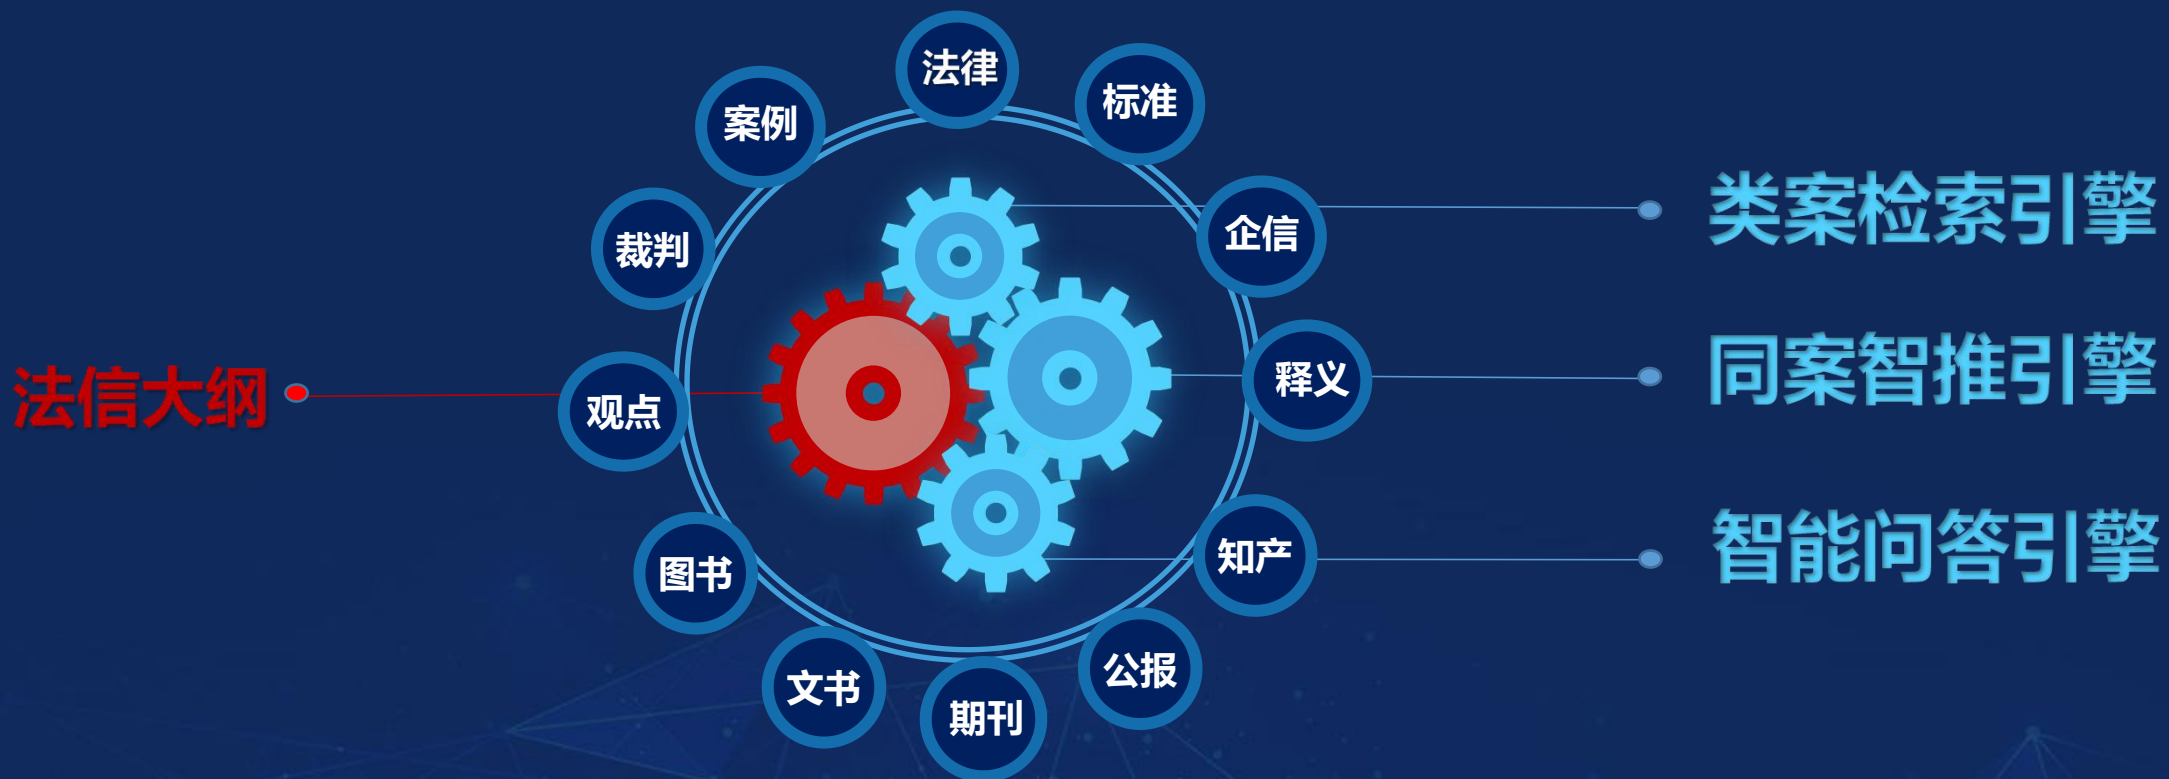 法律
标准
案例
企信
类案检索引擎
裁判
法信大纲
观点
释义
同案智推引擎
图书
知产
智能问答引擎
文书
公报
期刊